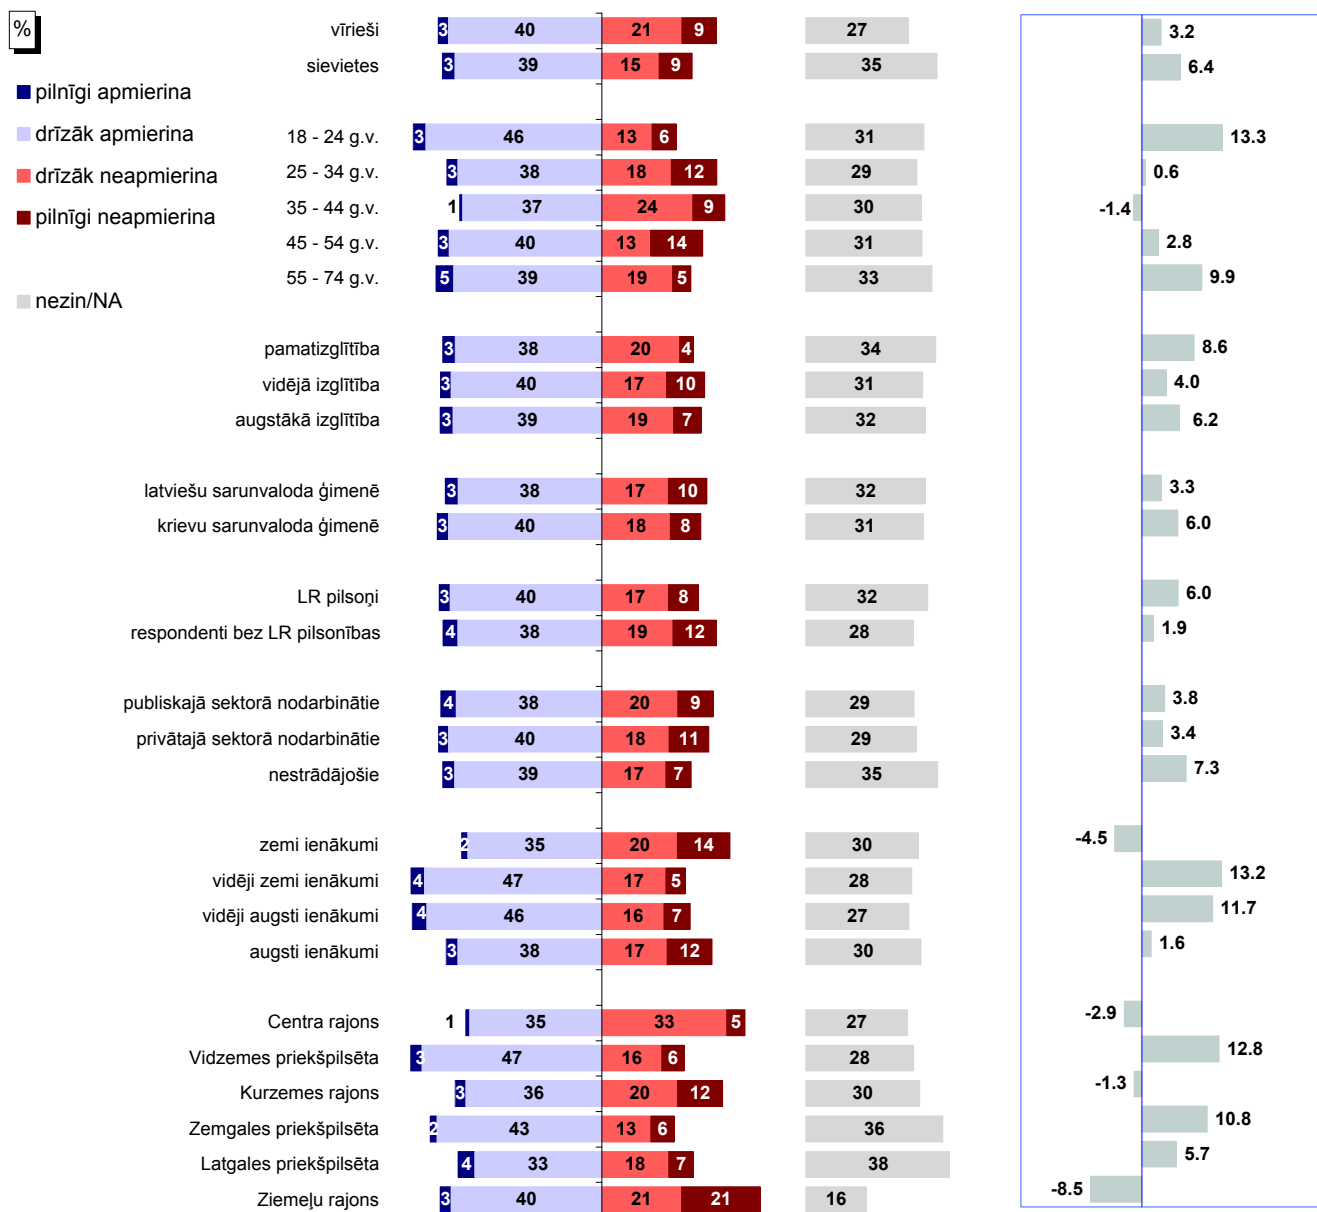 %
pilnīgi apmierina
drīzāk apmierina
drīzāk neapmierina
pilnīgi neapmierina
nezin/NA
vīrieši 3 40 21 9 27 3.2
sievietes 3 39 15 9 35 6.4
18 - 24 g.v. 3 46 13 6 31 13.3
25 - 34 g.v. 3 38 18 12 29 0.6
35 - 44 g.v. 1 37 24 9 30 -1.4
45 - 54 g.v. 3 40 13 14 31 2.8
55 - 74 g.v. 5 39 19 5 33 9.9
pamatizglītība 3 38 20 4 34 8.6
vidējā izglītība 3 40 17 10 31 4.0
augstākā izglītība 3 39 19 7 32 6.2
latviešu sarunvaloda ģimenē 3 38 17 10 32 3.3
krievu sarunvaloda ģimenē 3 40 18 8 31 6.0
LR pilsoņi 3 40 17 8 32 6.0
respondenti bez LR pilsonības 4 38 19 12 28 1.9
publiskajā sektorā nodarbinātie 4 38 20 9 29 3.8
privātajā sektorā nodarbinātie 3 40 18 11 29 3.4
nestrādājošie 3 39 17 7 35 7.3
zemi ienākumi 2 35 20 14 30 -4.5
vidēji zemi ienākumi 4 47 17 5 28 13.2
vidēji augsti ienākumi 4 46 16 7 27 11.7
augsti ienākumi 3 38 17 12 30 1.6
Centra rajons 1 35 33 5 27 -2.9
Vidzemes priekšpilsēta 3 47 16 6 28 12.8
Kurzemes rajons 3 36 20 12 30 -1.3
Zemgales priekšpilsēta 2 43 13 6 36 10.8
Latgales priekšpilsēta 4 33 18 7 38 5.7
Ziemeļu rajons 3 40 21 21 16 -8.5